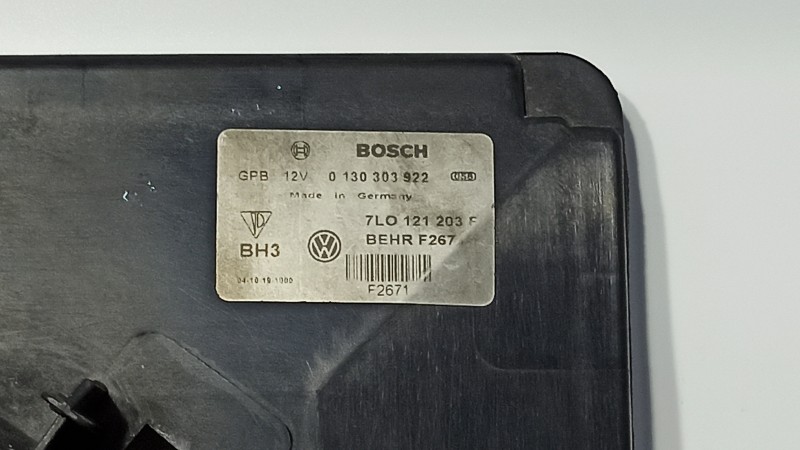 BOSCH
GPB 12V 0 130 303 922
Made in Germany
7LO 121 203 F
BEHR F267
BH3
04-10-19-1000
F2671